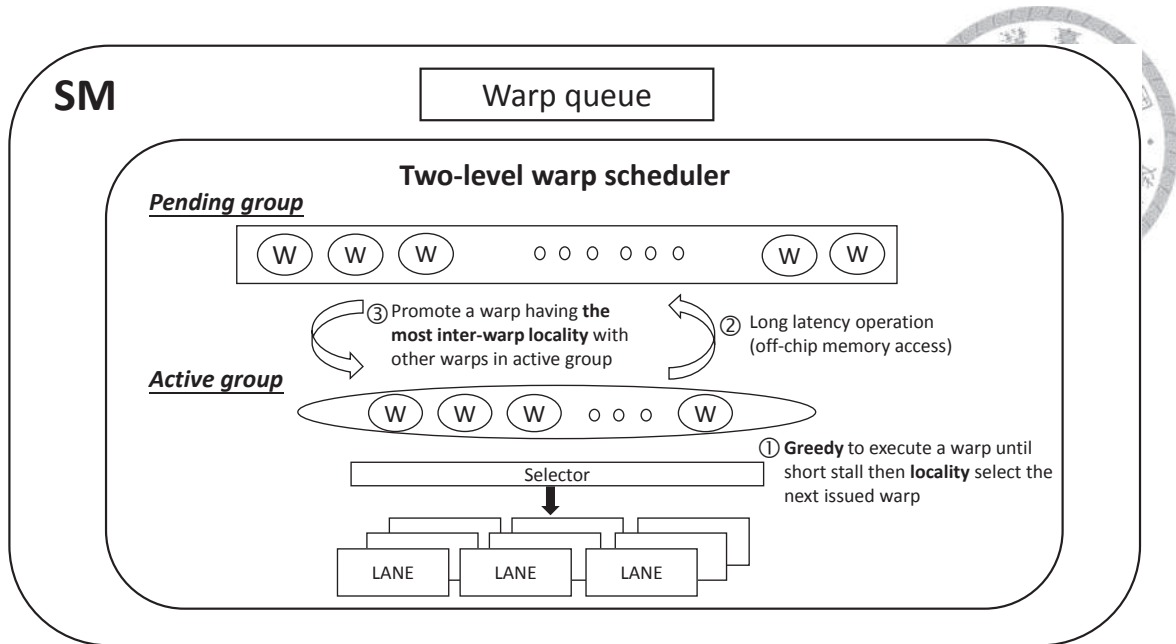 SM
Warp queue
Two-level warp scheduler
Pending group
W W W W W
③ Promote a warp having the
most inter-warp locality with
other warps in active group
② Long latency operation
(off-chip memory access)
Active group
W W W W
① Greedy to execute a warp until
short stall then locality select the
next issued warp
Selector
LANE LANE LANE